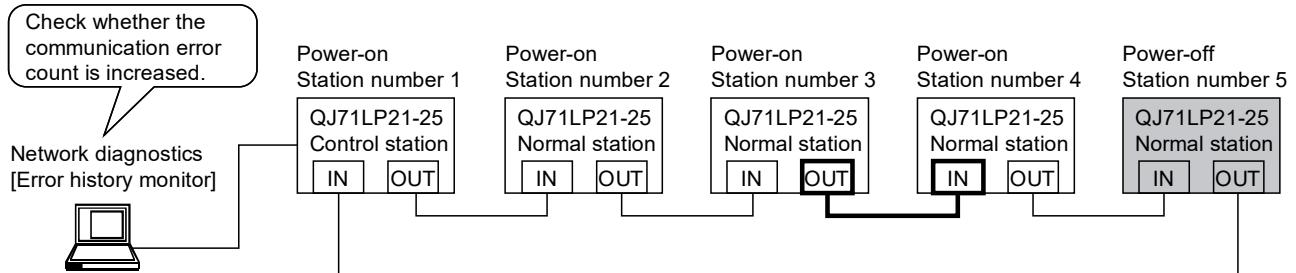 Check whether the
communication error
count is increased.
Network diagnostics
[Error history monitor]
Power-on
Station number 1
QJ71LP21-25
Control station
IN OUT
Power-on
Station number 2
QJ71LP21-25
Normal station
IN OUT
Power-on
Station number 3
QJ71LP21-25
Normal station
IN OUT
Power-on
Station number 4
QJ71LP21-25
Normal station
IN OUT
Power-off
Station number 5
QJ71LP21-25
Normal station
IN OUT